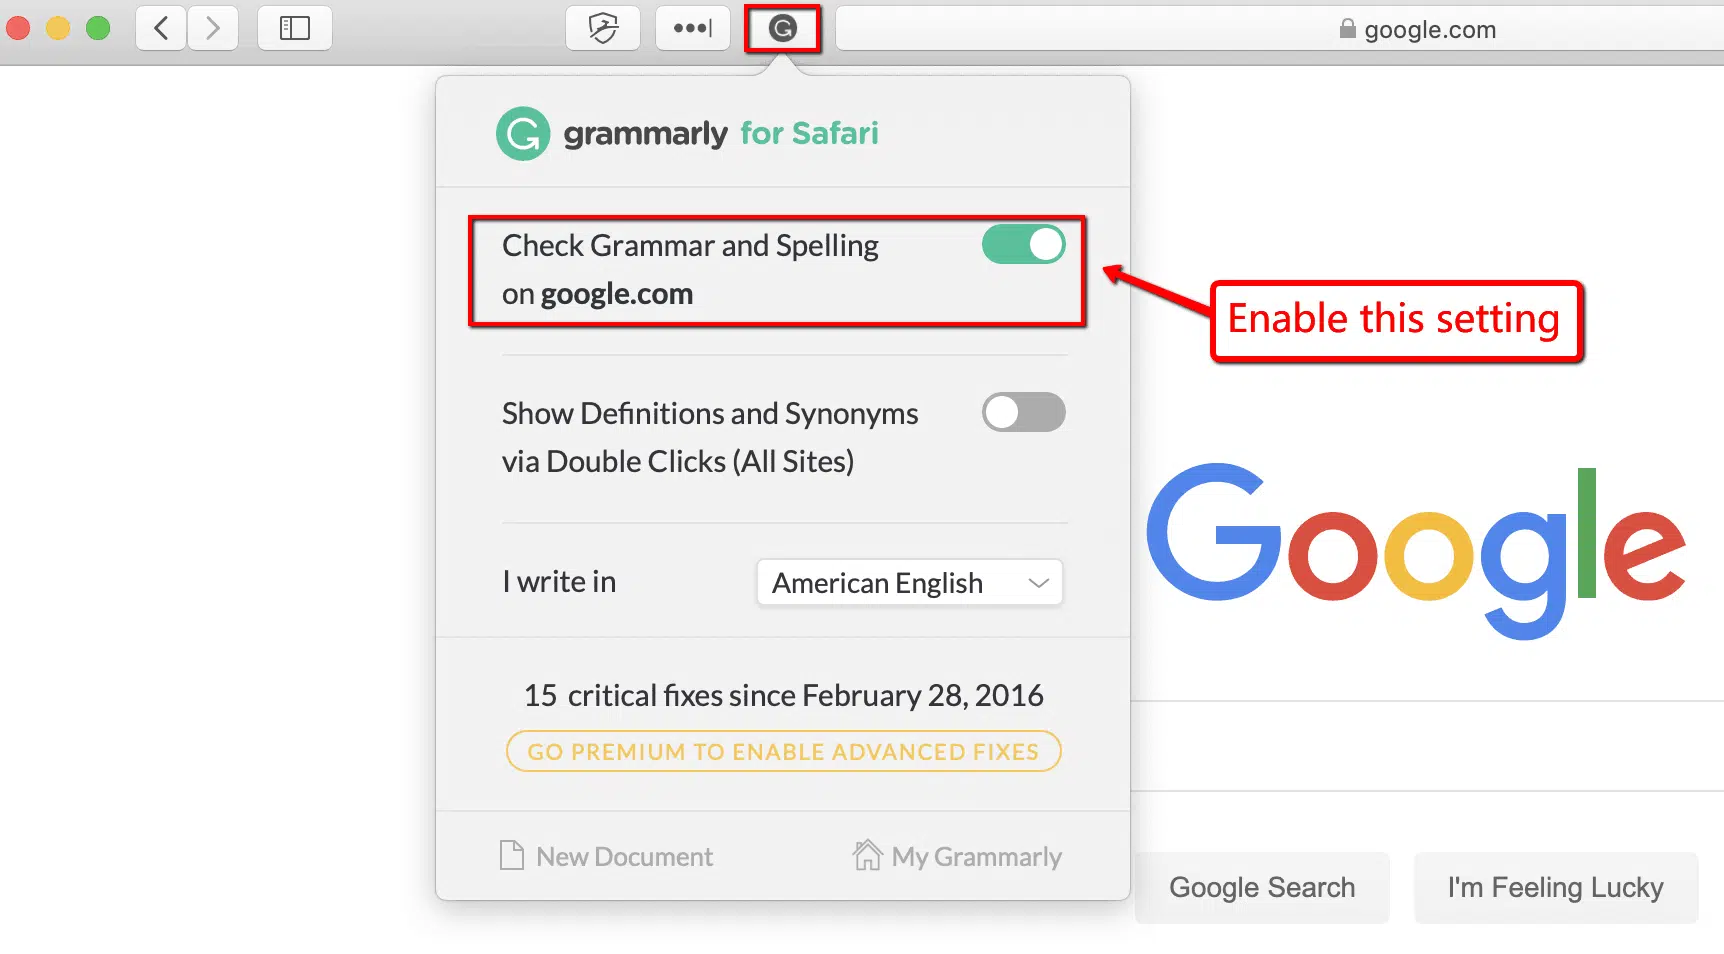 google.com
grammarly for Safari
Check Grammar and Spelling
on google.com
Enable this setting
Show Definitions and Synonyms
via Double Clicks (All Sites)
I write in
American English
15 critical fixes since February 28, 2016
GO PREMIUM TO ENABLE ADVANCED FIXES
New Document
My Grammarly
Google
Google Search
I'm Feeling Lucky